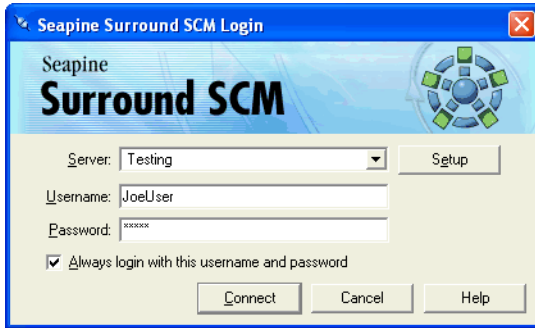 Seapine Surround SCM Login
Seapine
Surround SCM
Server: Testing Setup
Username: JoeUser
Password: *****
Always login with this username and password
Connect Cancel Help